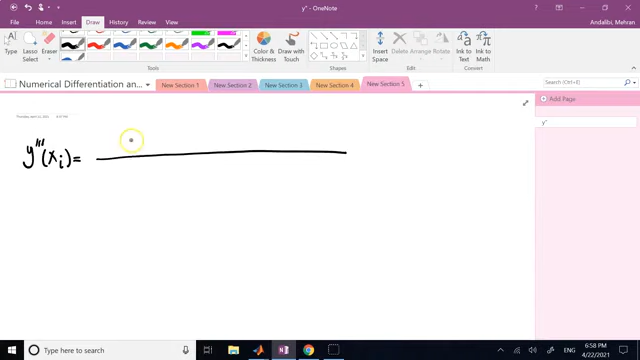 y" - OneNote
Andalibi, Mehran
File Home Insert Draw History Review View
Type
Lasso Select
Eraser
Insert Space
Delete
Arrange
Rotate
Color & Thickness
Draw with Touch
Ink to Text
Ink to Math
Tools
Shapes
Edit
Convert
Numerical Differentiation an...
New Section 1
New Section 2
New Section 3
New Section 4
New Section 5
Search (Ctrl+E)
Add Page
y"
y'''(xᵢ)=
Type here to search
ENG
6:58 PM
4/22/2021